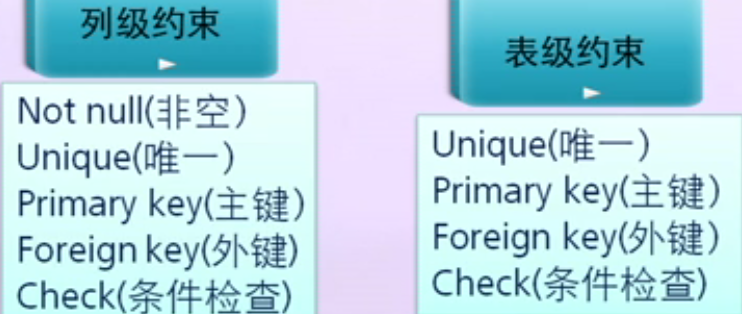 列级约束
Not null(非空）
Unique(唯一）
Primary key(主键）
Foreign key(外键)
Check(条件检查)
表级约束
Unique(唯一）
Primary key(主键）
Foreign key(外键）
Check(条件检查)